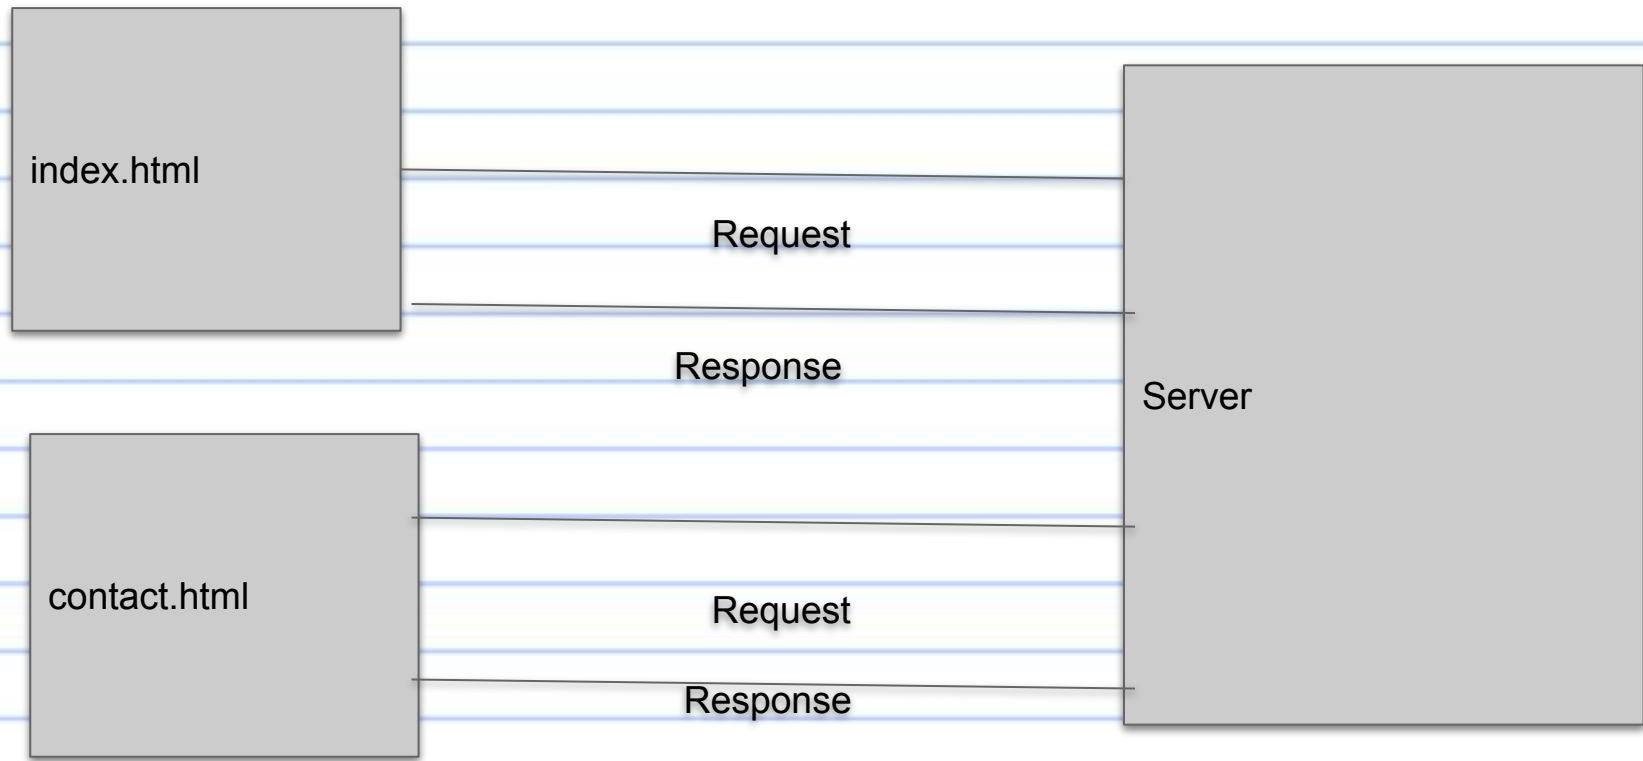 index.html
Request
Response
Server
contact.html
Request
Response